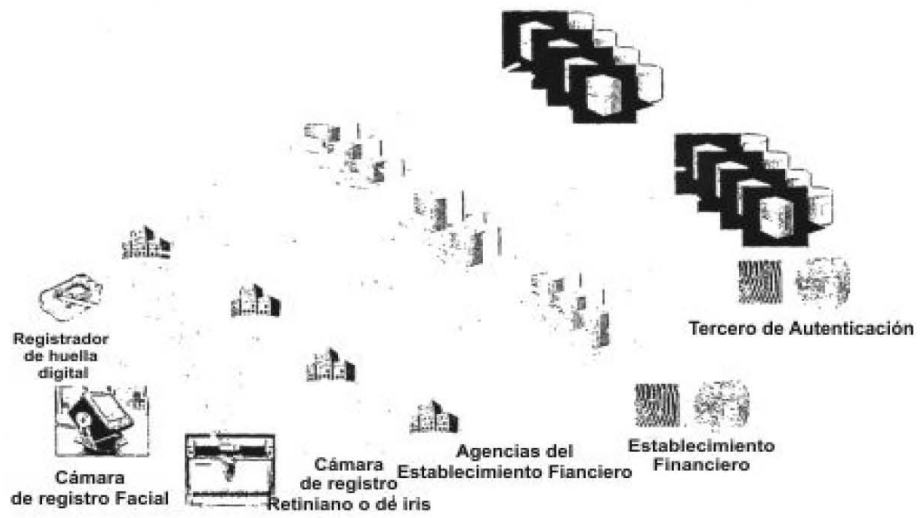 Tercero de Autenticación
Registrador
de huella
digital
Cámara
de registro Facial
Cámara
de registro
Retiniano o de iris
Agencias del
Establecimiento Fianciero
Establecimiento
Financiero